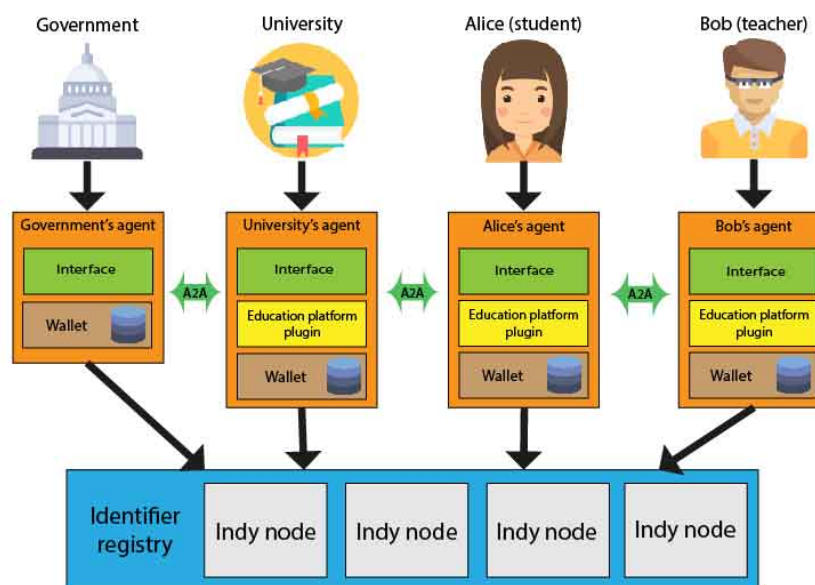 Government
University
Alice (student)
Bob (teacher)
Government's agent
Interface
Wallet
A2A
University's agent
Interface
Education platform
plugin
Wallet
A2A
Alice's agent
Interface
Education platform
plugin
Wallet
A2A
Bob's agent
Interface
Education platform
plugin
Wallet
Identifier
registry
Indy node
Indy node
Indy node
Indy node